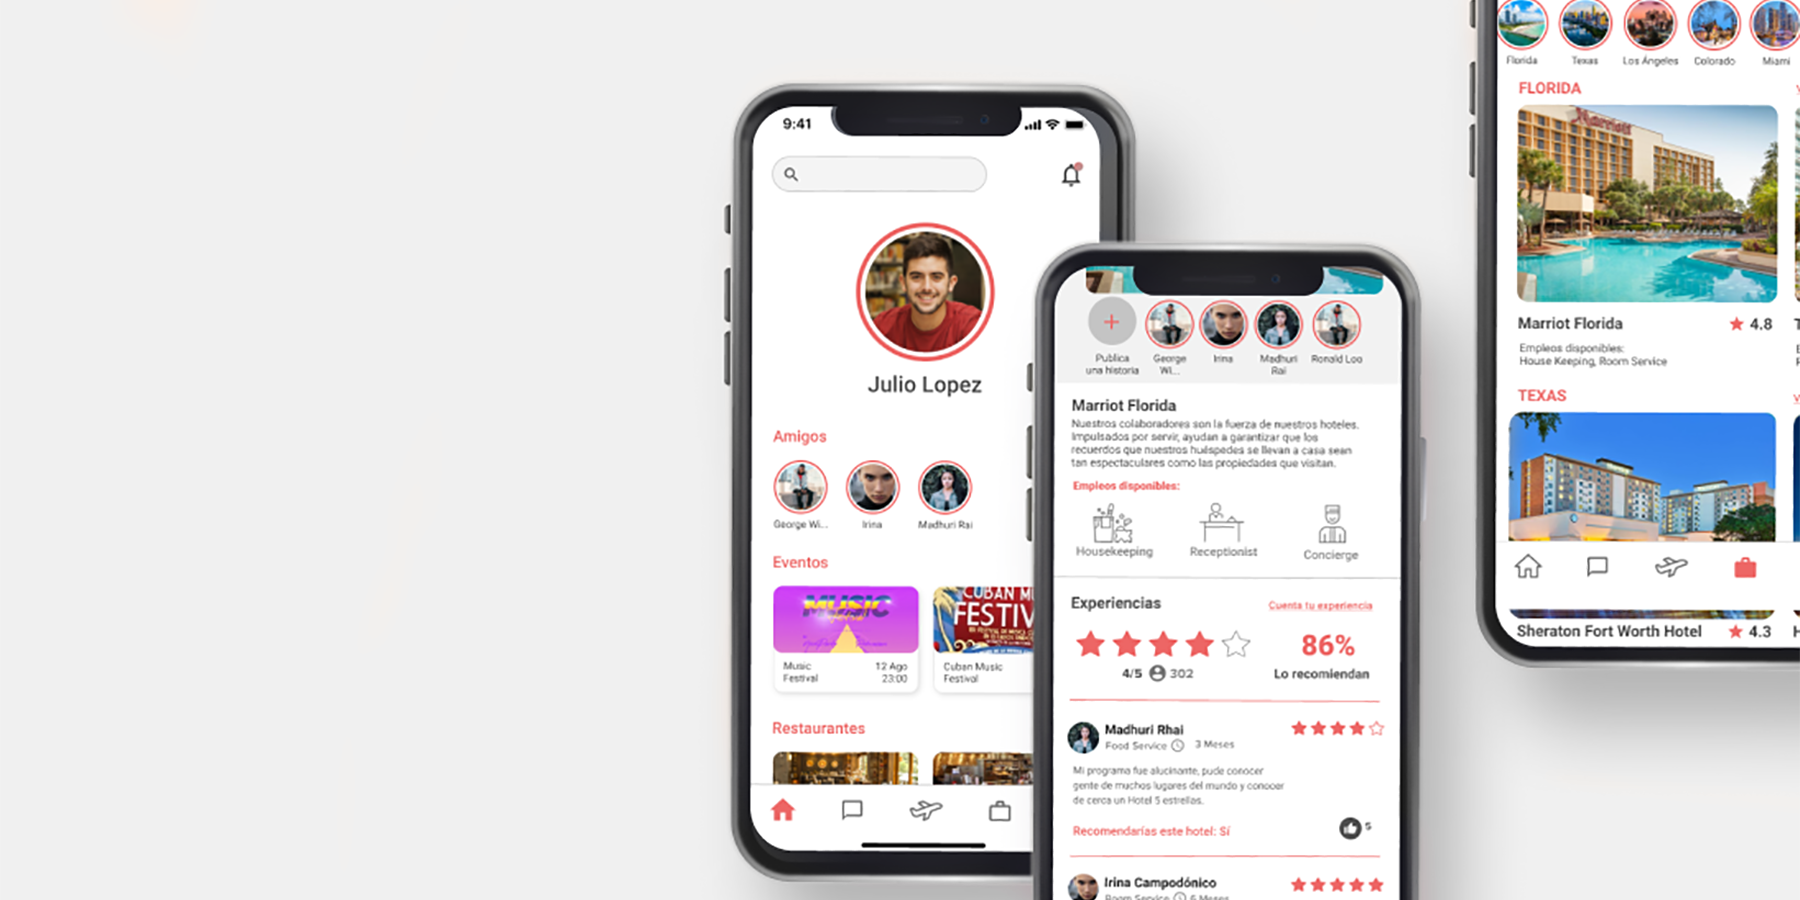 9:41
Julio Lopez
Amigos
George Wi...
Irina
Madhuri Rai
Eventos
MUSIC
Music
Festival
12 Ago
23:00
CUBAN MU
FESTIV
Cuban Music
Festival
Restaurantes
Publica
una historia
George
Wi...
Irina
Madhuri
Rai
Ronald Loo
Marriot Florida
Nuestros colaboradores son la fuerza de nuestros hoteles.
Impulsados por servir, ayudan a garantizar que los
recuerdos que nuestros huéspedes se llevan a casa sean
tan espectaculares como las propiedades que visitan.
Empleos disponibles:
Housekeeping
Receptionist
Concierge
Experiencias
Cuenta tu experiencia
4/5
302
86%
Lo recomiendan
Madhuri Rhai
Food Service
3 Meses
Mi programa fue alucinante, pude conocer
gente de muchos lugares del mundo y conocer
de cerca un Hotel 5 estrellas.
Recomendarías este hotel: Sí
5
Irina Campodónico
Room Service
6 Meses
Florida
Texas
Los Ángeles
Colorado
Miami
FLORIDA
Marriott
Marriot Florida
4.8
Empleos disponibles:
House Keeping, Room Service
TEXAS
Sheraton Fort Worth Hotel
4.3